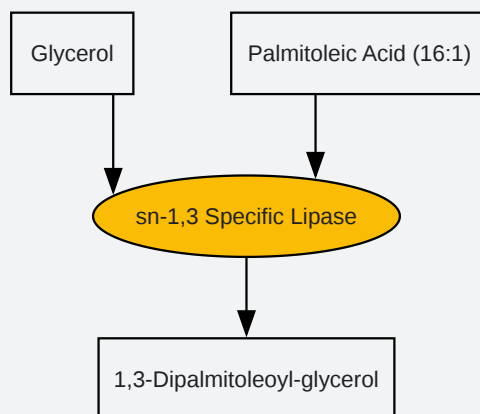 Glycerol
Palmitoleic Acid (16:1)
sn-1,3 Specific Lipase
1,3-Dipalmitoleoyl-glycerol